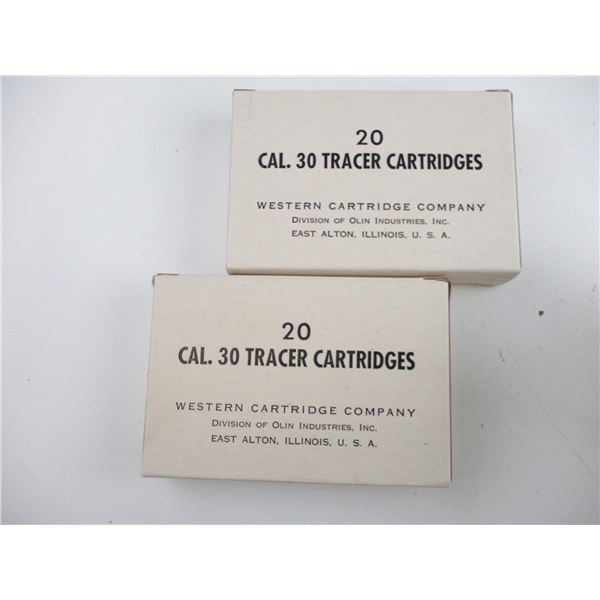 20
CAL. 30 TRACER CARTRIDGES
WESTERN CARTRIDGE COMPANY
DIVISION OF OLIN INDUSTRIES, INC.
EAST ALTON, ILLINOIS, U. S. A.
20
CAL. 30 TRACER CARTRIDGES
WESTERN CARTRIDGE COMPANY
DIVISION OF OLIN INDUSTRIES, INC.
EAST ALTON, ILLINOIS, U. S. A.